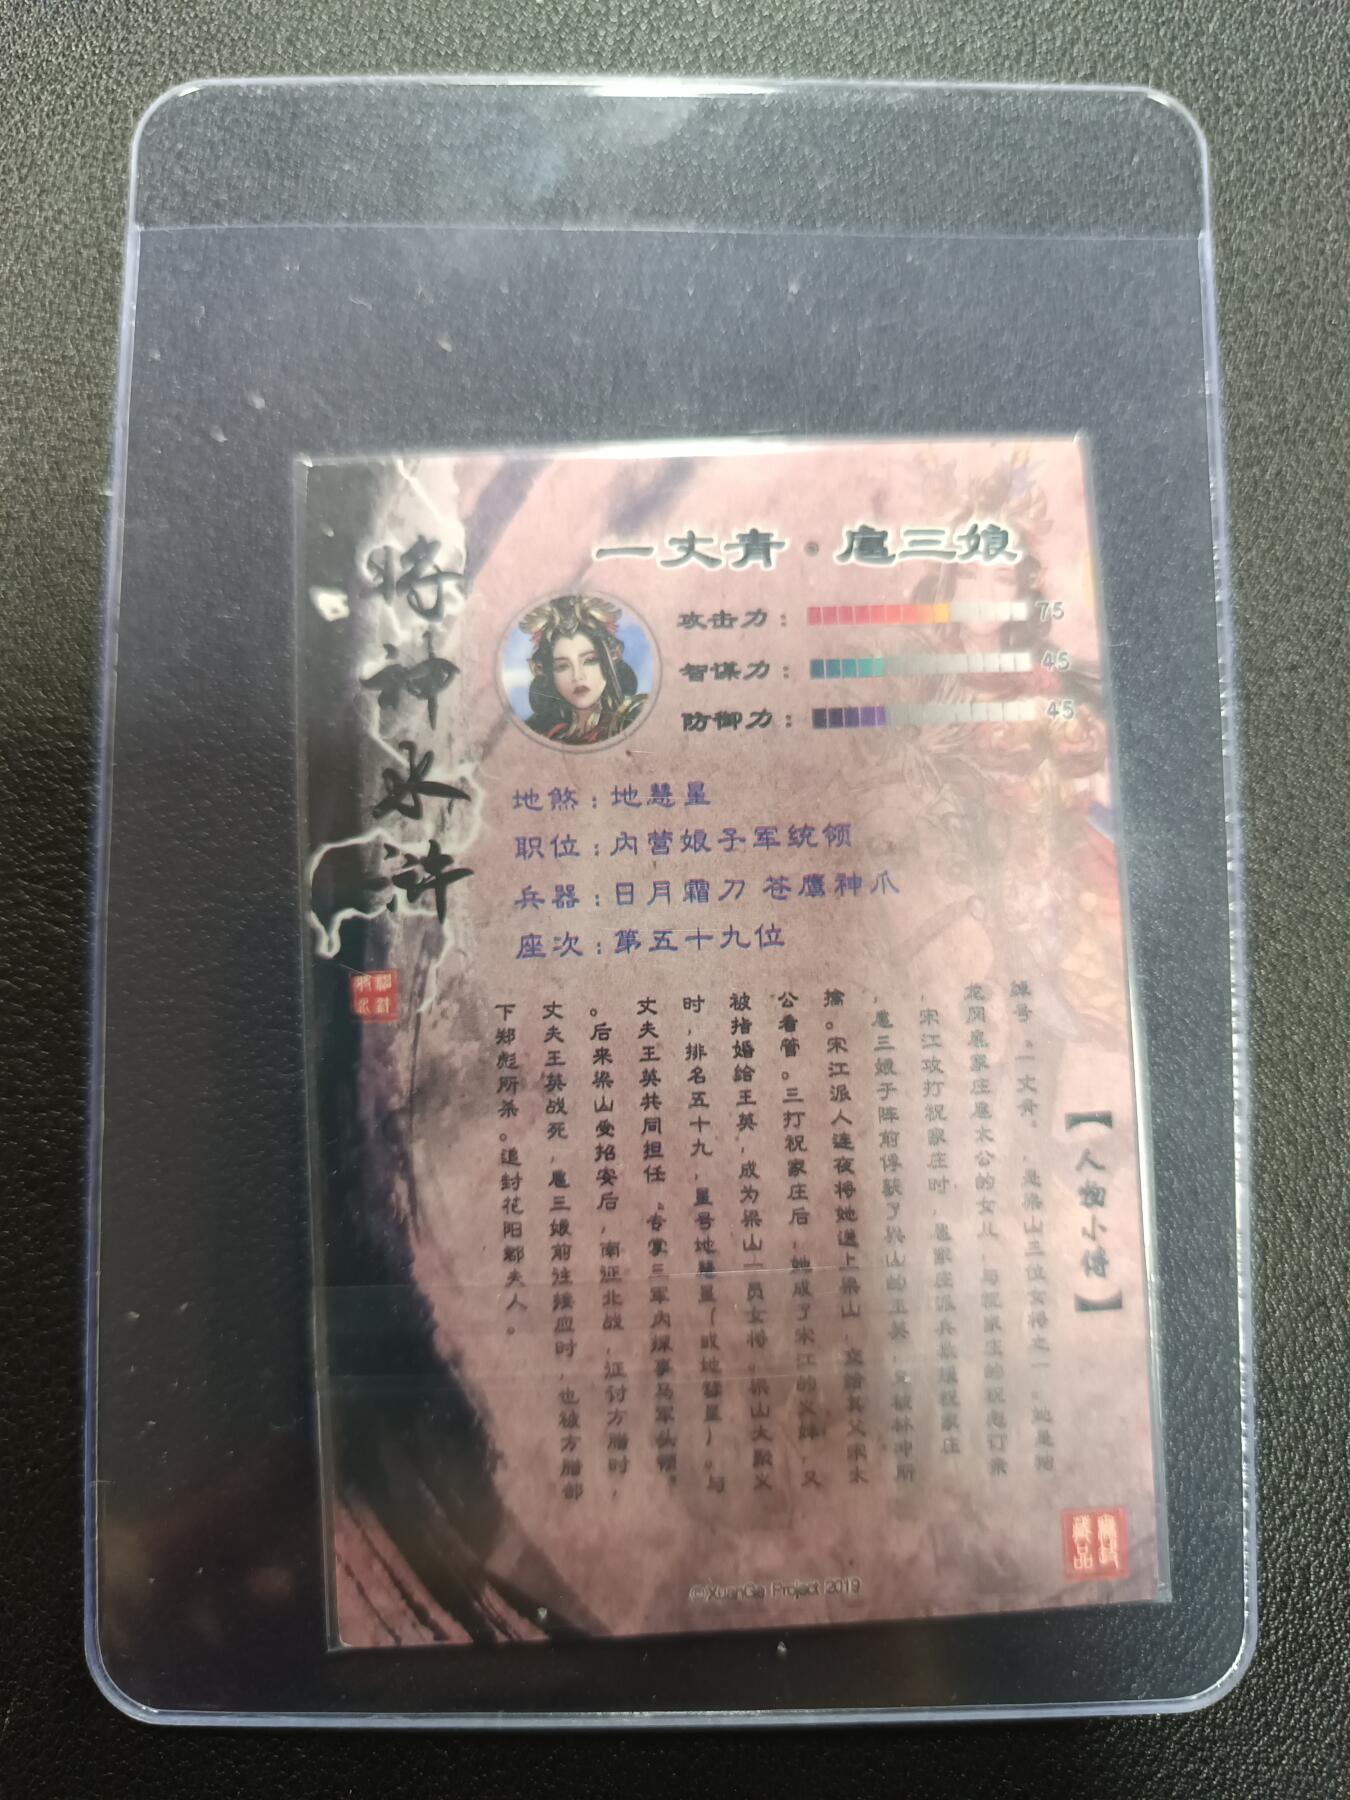 将神水浒
一丈青·扈三娘
攻击力：75
智谋力：45
防御力：45
地煞：地慧星
职位：内营娘子军统领
兵器：日月霜刀 苍鹰神爪
座次：第五十九位
【人物小传】
绰号"一丈青"，是梁山三位女将之一。她是独
龙冈扈家庄扈太公的女儿，与祝家庄的祝彪订亲
，宋江攻打祝家庄时，扈家庄派兵救援祝家庄
，扈三娘于阵前俘获了梁山的王英，后被林冲所
擒。宋江派人连夜将她送上梁山，交给其父宋太
公看管。三打祝家庄后，她成了宋江的义妹，又
被指婚给王英，成为梁山一员女将。梁山大聚义
时，排名五十九，星号地慧星（或地彗星）。与
丈夫王英共同担任"专掌三军内探事马军头领"
。后来梁山受招安后，南征北战，征讨方腊时，
丈夫王英战死，扈三娘前往接应时，也被方腊部
下郑彪所杀。追封花阳郡夫人。
©XuanGe Project 2019